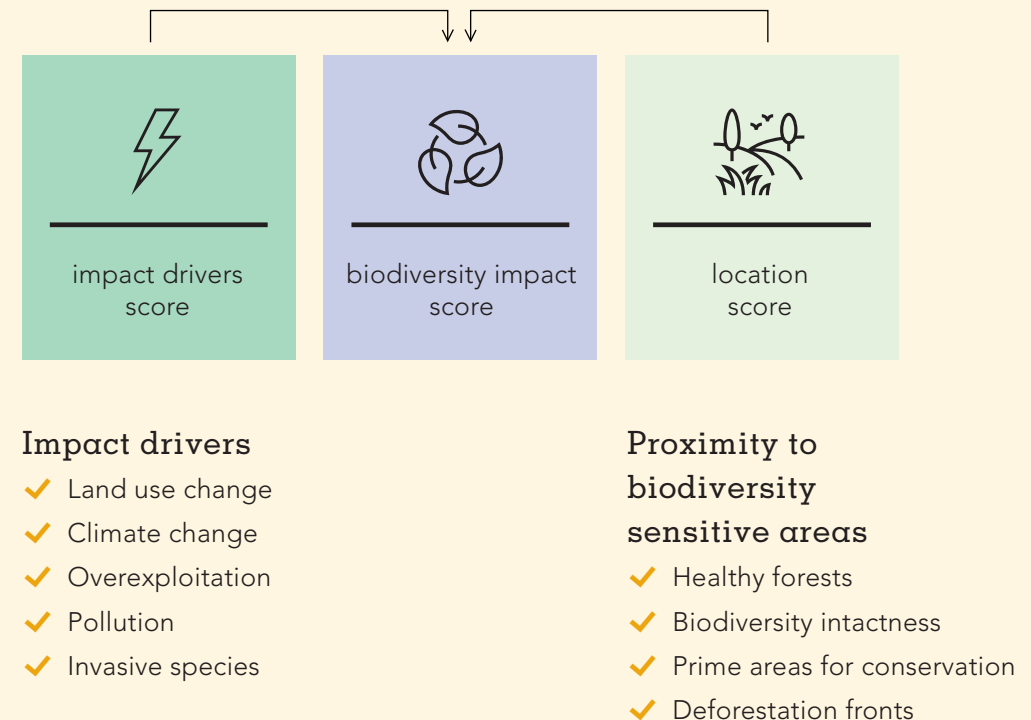 impact drivers
score
biodiversity impact
score
location
score
Impact drivers
Land use change
Climate change
Overexploitation
Pollution
Invasive species
Proximity to
biodiversity
sensitive areas
Healthy forests
Biodiversity intactness
Prime areas for conservation
Deforestation fronts